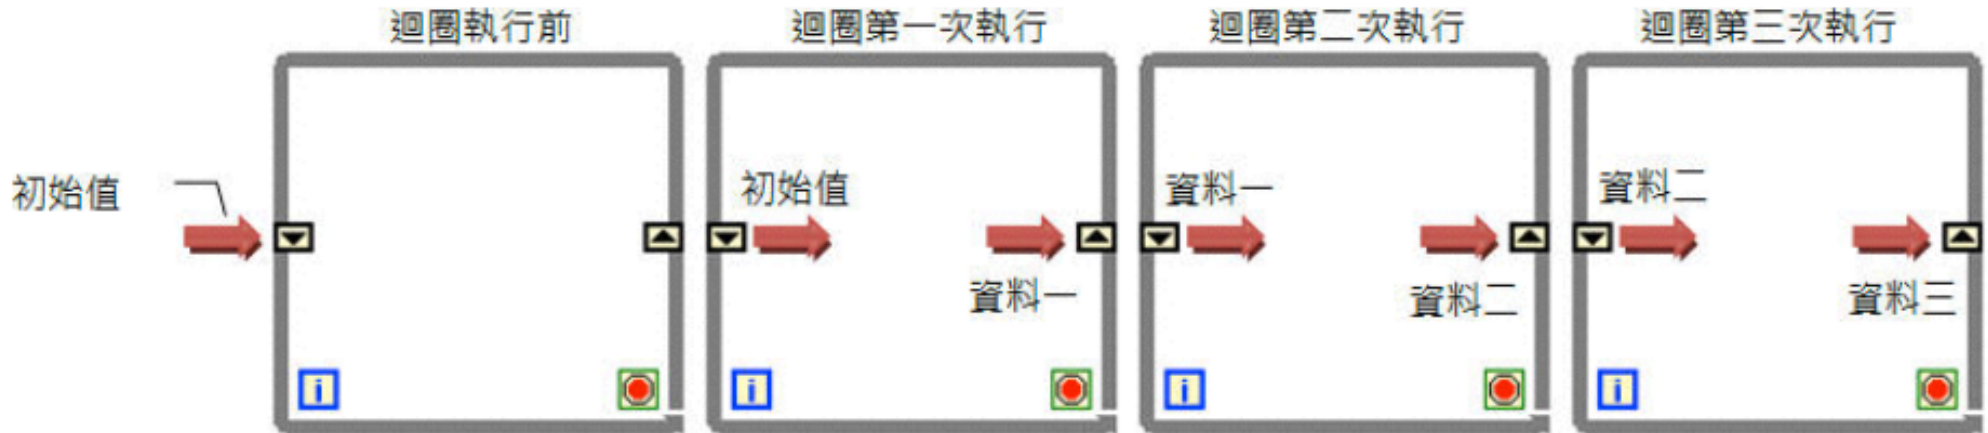 迴圈執行前
迴圈第一次執行
迴圈第二次執行
迴圈第三次執行
初始值
初始值
資料一
資料一
資料二
資料二
資料三
i
i
i
i